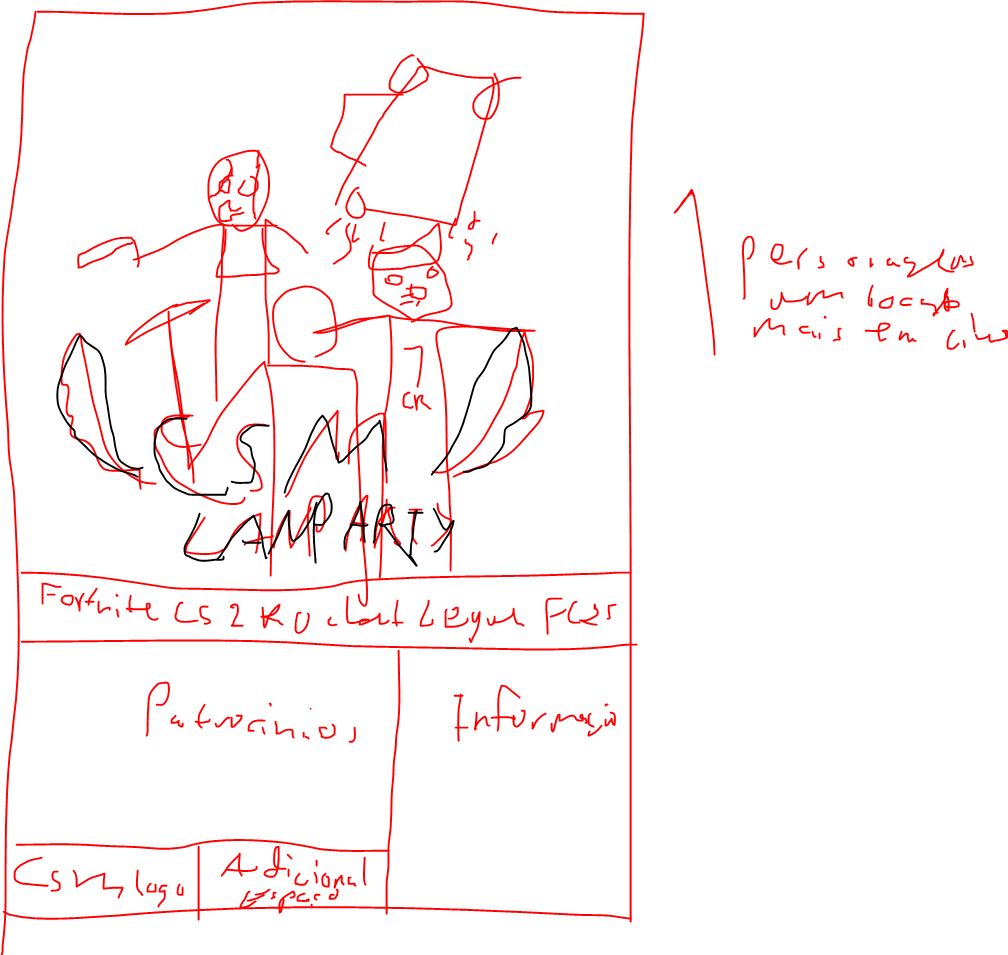 Personagens
um bocado
mais em cima
7
CR
CSM
LANPARTY
Fortnite CS 2 Rocket League FC25
Patrocinios
Informação
CSM logo
Adicional
espaço